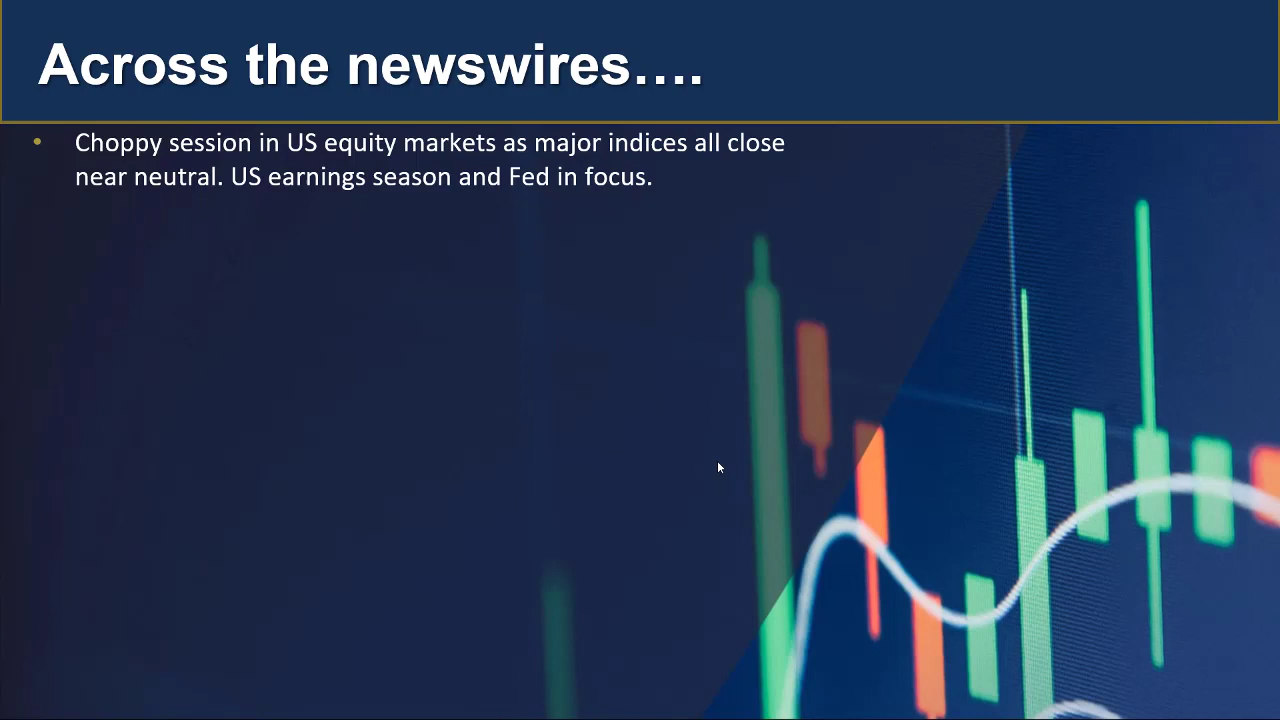 Across the newswires….
• Choppy session in US equity markets as major indices all close
near neutral. US earnings season and Fed in focus.